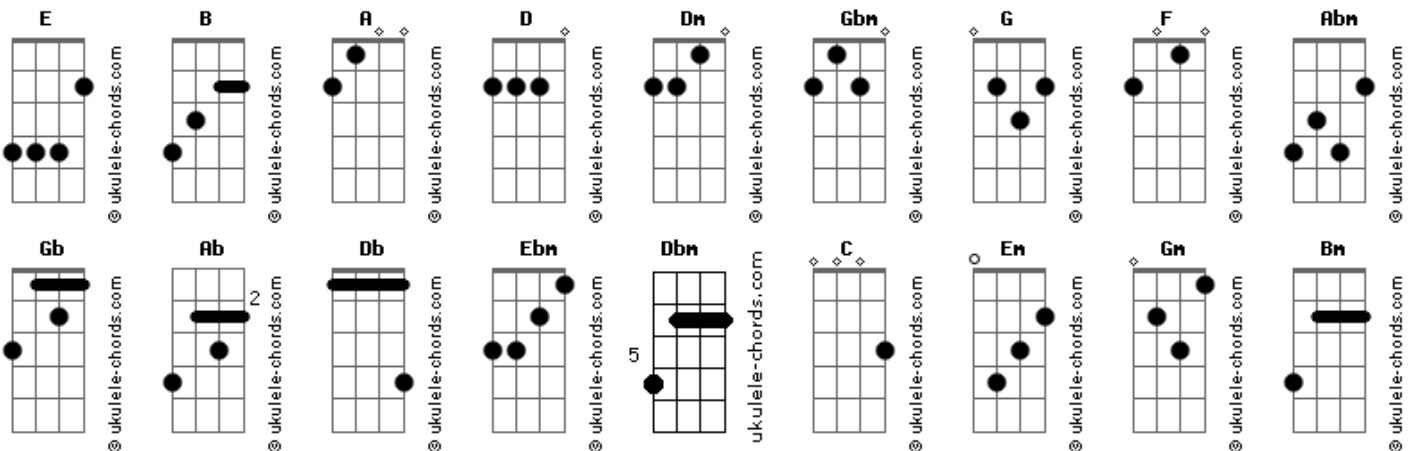 E B A D Dm Gbm G F Abm
© ukulele-chords.com © ukulele-chords.com © ukulele-chords.com © ukulele-chords.com © ukulele-chords.com © ukulele-chords.com © ukulele-chords.com © ukulele-chords.com © ukulele-chords.com
Gb Ab Db Ebm Dbm C Em Gm Bm
2
5
© ukulele-chords.com © ukulele-chords.com © ukulele-chords.com © ukulele-chords.com ukulele-chords.com © ukulele-chords.com © ukulele-chords.com © ukulele-chords.com © ukulele-chords.com